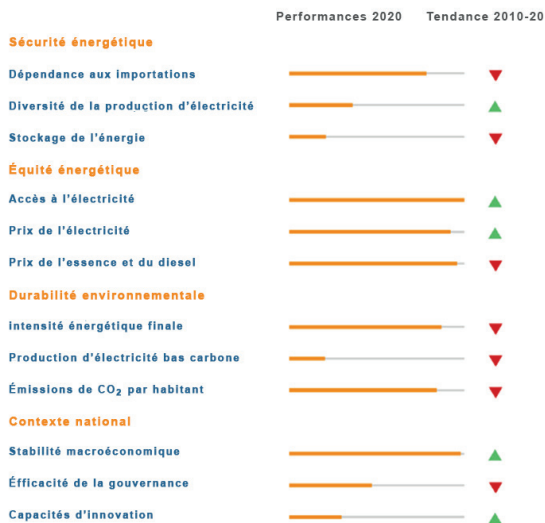 Performances 2020 Tendance 2010-20
Sécurité énergétique
Dépendance aux importations
Diversité de la production d'électricité
Stockage de l'énergie
Équité énergétique
Accès à l'électricité
Prix de l'électricité
Prix de l'essence et du diesel
Durabilité environnementale
intensité énergétique finale
Production d'électricité bas carbone
Émissions de CO₂ par habitant
Contexte national
Stabilité macroéconomique
Éfficacité de la gouvernance
Capacités d'innovation